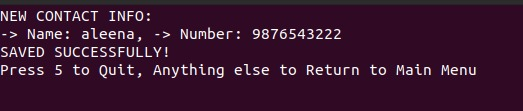 NEW CONTACT INFO:
-> Name: aleena, -> Number: 9876543222
SAVED SUCCESSFULLY!
Press 5 to Quit, Anything else to Return to Main Menu